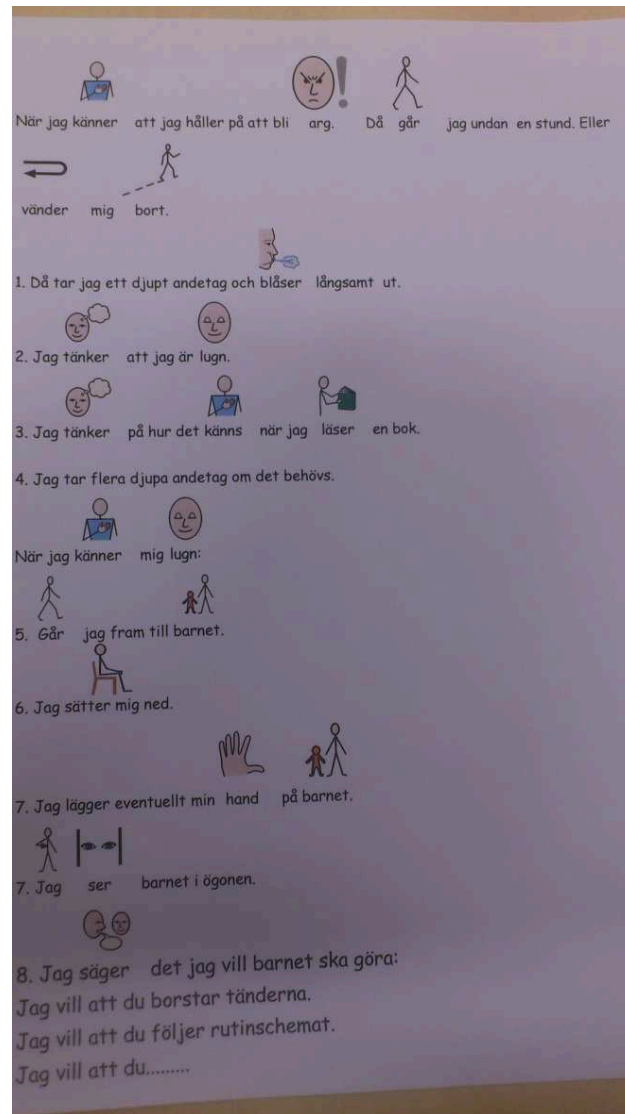 När jag känner att jag håller på att bli arg. Då går jag undan en stund. Eller
vänder mig bort.
1. Då tar jag ett djupt andetag och blåser långsamt ut.
2. Jag tänker att jag är lugn.
3. Jag tänker på hur det känns när jag läser en bok.
4. Jag tar flera djupa andetag om det behövs.
När jag känner mig lugn:
5. Går jag fram till barnet.
6. Jag sätter mig ned.
7. Jag lägger eventuellt min hand på barnet.
7. Jag ser barnet i ögonen.
8. Jag säger det jag vill barnet ska göra:
Jag vill att du borstar tänderna.
Jag vill att du följer rutinschemat.
Jag vill att du.........